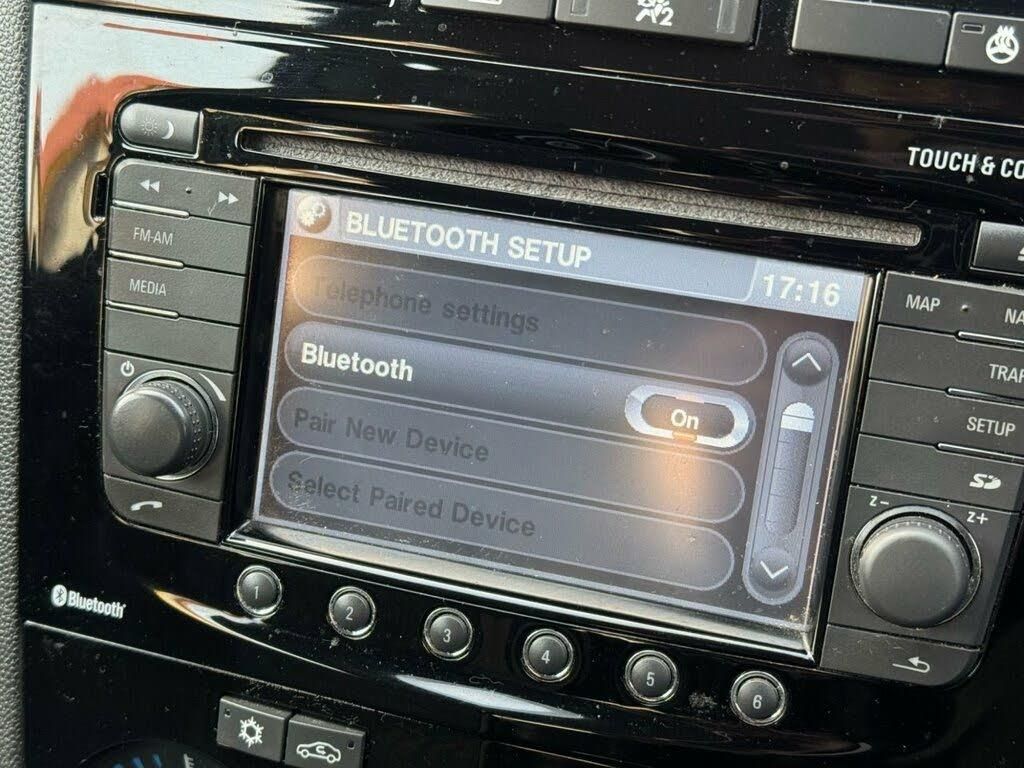 2
TOUCH & CO
BLUETOOTH SETUP
17:16
FM-AM
MEDIA
Telephone settings
Bluetooth
On
Pair New Device
Select Paired Device
MAP
NA
TRAF
SETUP
Z-
Z+
Bluetooth
1
2
3
4
5
6